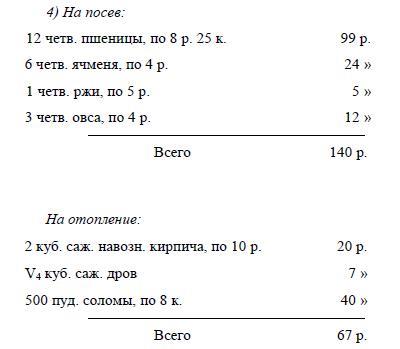 4) На посев:
12 четв. пшеницы, по 8 р. 25 к. 99 р.
6 четв. ячменя, по 4 р. 24 »
1 четв. ржи, по 5 р. 5 »
3 четв. овса, по 4 р. 12 »
Всего 140 р.
На отопление:
2 куб. саж. навозн. кирпича, по 10 р. 20 р.
V₄ куб. саж. дров 7 »
500 пуд. соломы, по 8 к. 40 »
Всего 67 р.